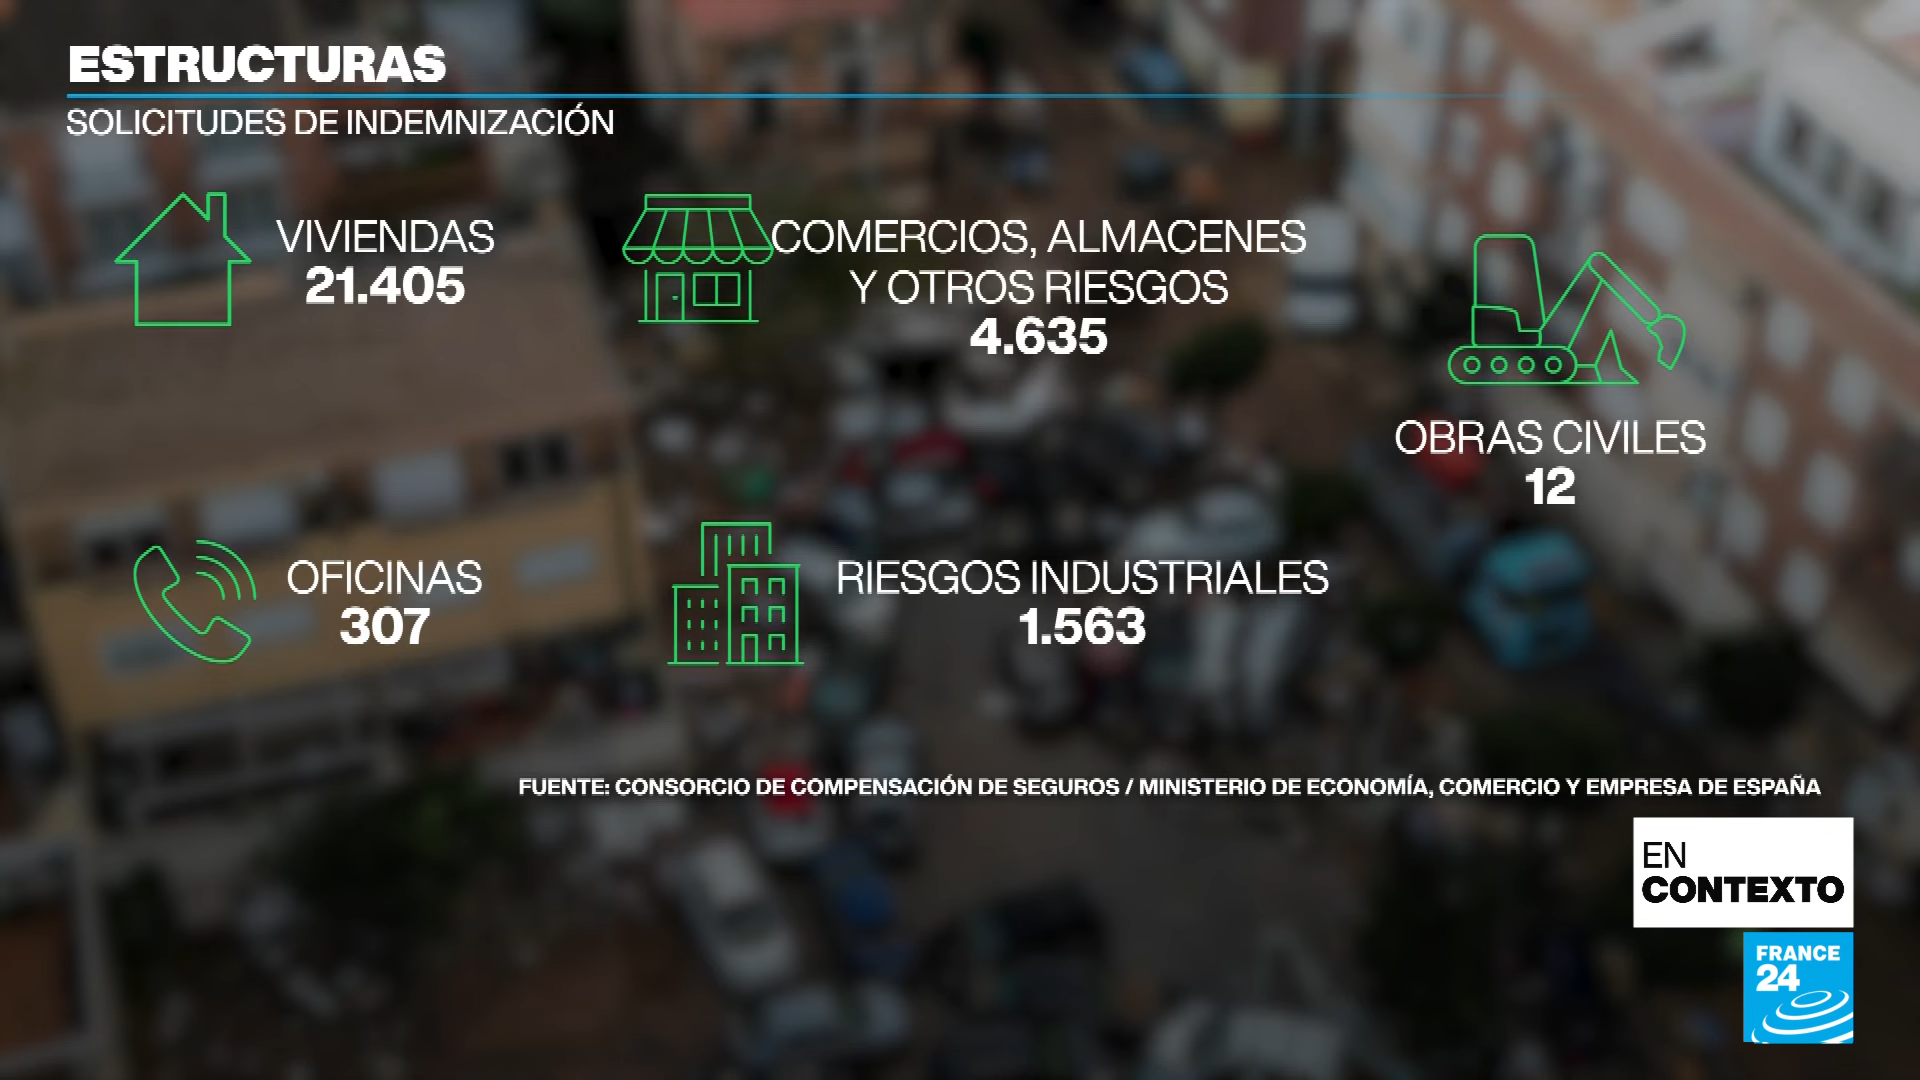 ESTRUCTURAS
SOLICITUDES DE INDEMNIZACIÓN
VIVIENDAS
21.405
COMERCIOS, ALMACENES
Y OTROS RIESGOS
4.635
OBRAS CIVILES
12
OFICINAS
307
RIESGOS INDUSTRIALES
1.563
FUENTE: CONSORCIO DE COMPENSACIÓN DE SEGUROS / MINISTERIO DE ECONOMÍA, COMERCIO Y EMPRESA DE ESPAÑA
EN
CONTEXTO
FRANCE
24